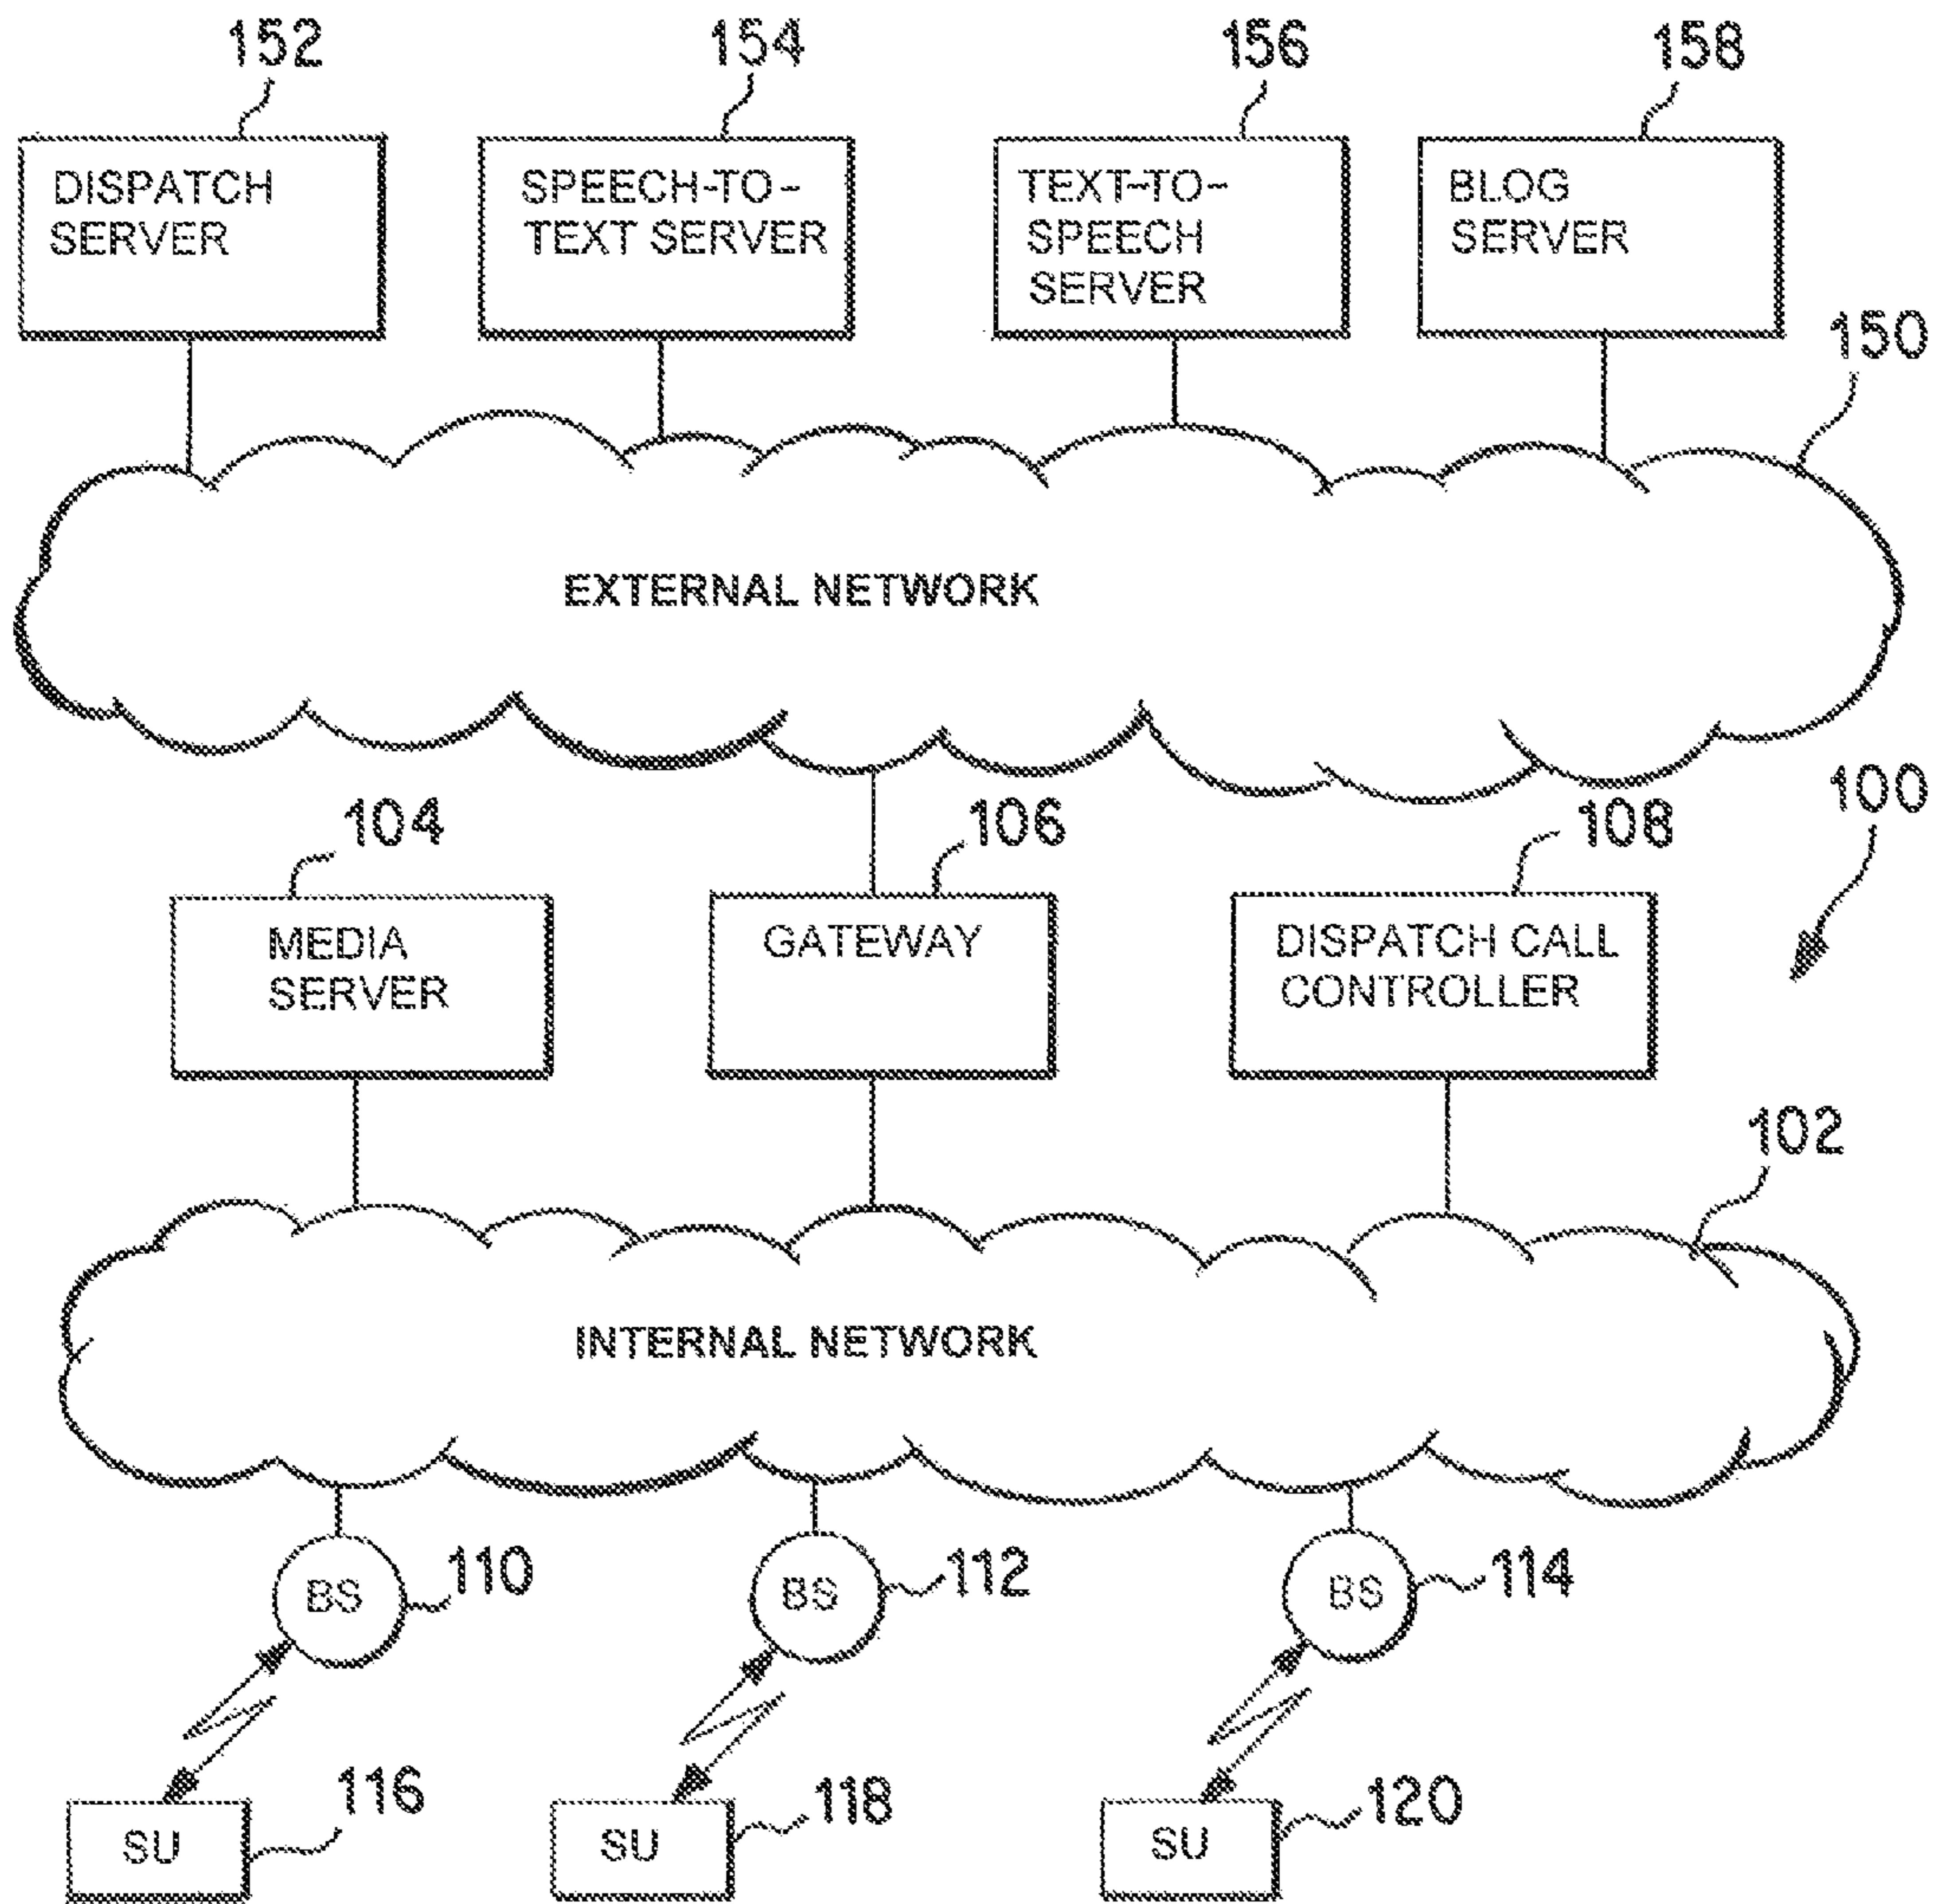 152
154
156
158
DISPATCH
SERVER
SPEECH-TO-
TEXT SERVER
TEXT-TO-
SPEECH
SERVER
BLOG
SERVER
150
EXTERNAL NETWORK
100
104
106
108
MEDIA
SERVER
GATEWAY
DISPATCH CALL
CONTROLLER
102
INTERNAL NETWORK
BS
110
BS
112
BS
114
SU
116
SU
118
SU
120